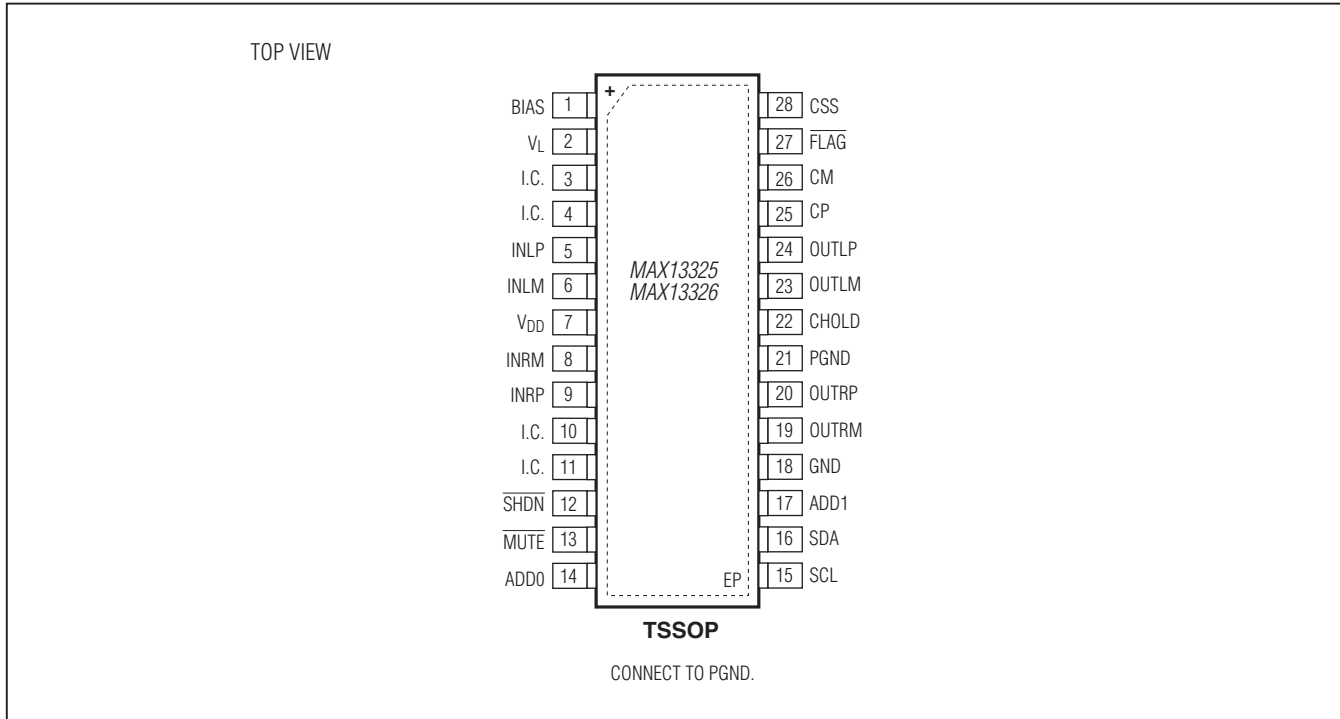 TOP VIEW
+
BIAS 1
VL 2
I.C. 3
I.C. 4
INLP 5
INLM 6
VDD 7
INRM 8
INRP 9
I.C. 10
I.C. 11
SHDN 12
MUTE 13
ADD0 14
MAX13325
MAX13326
28 CSS
27 FLAG
26 CM
25 CP
24 OUTLP
23 OUTLM
22 CHOLD
21 PGND
20 OUTRP
19 OUTRM
18 GND
17 ADD1
16 SDA
15 SCL
EP
TSSOP
CONNECT TO PGND.